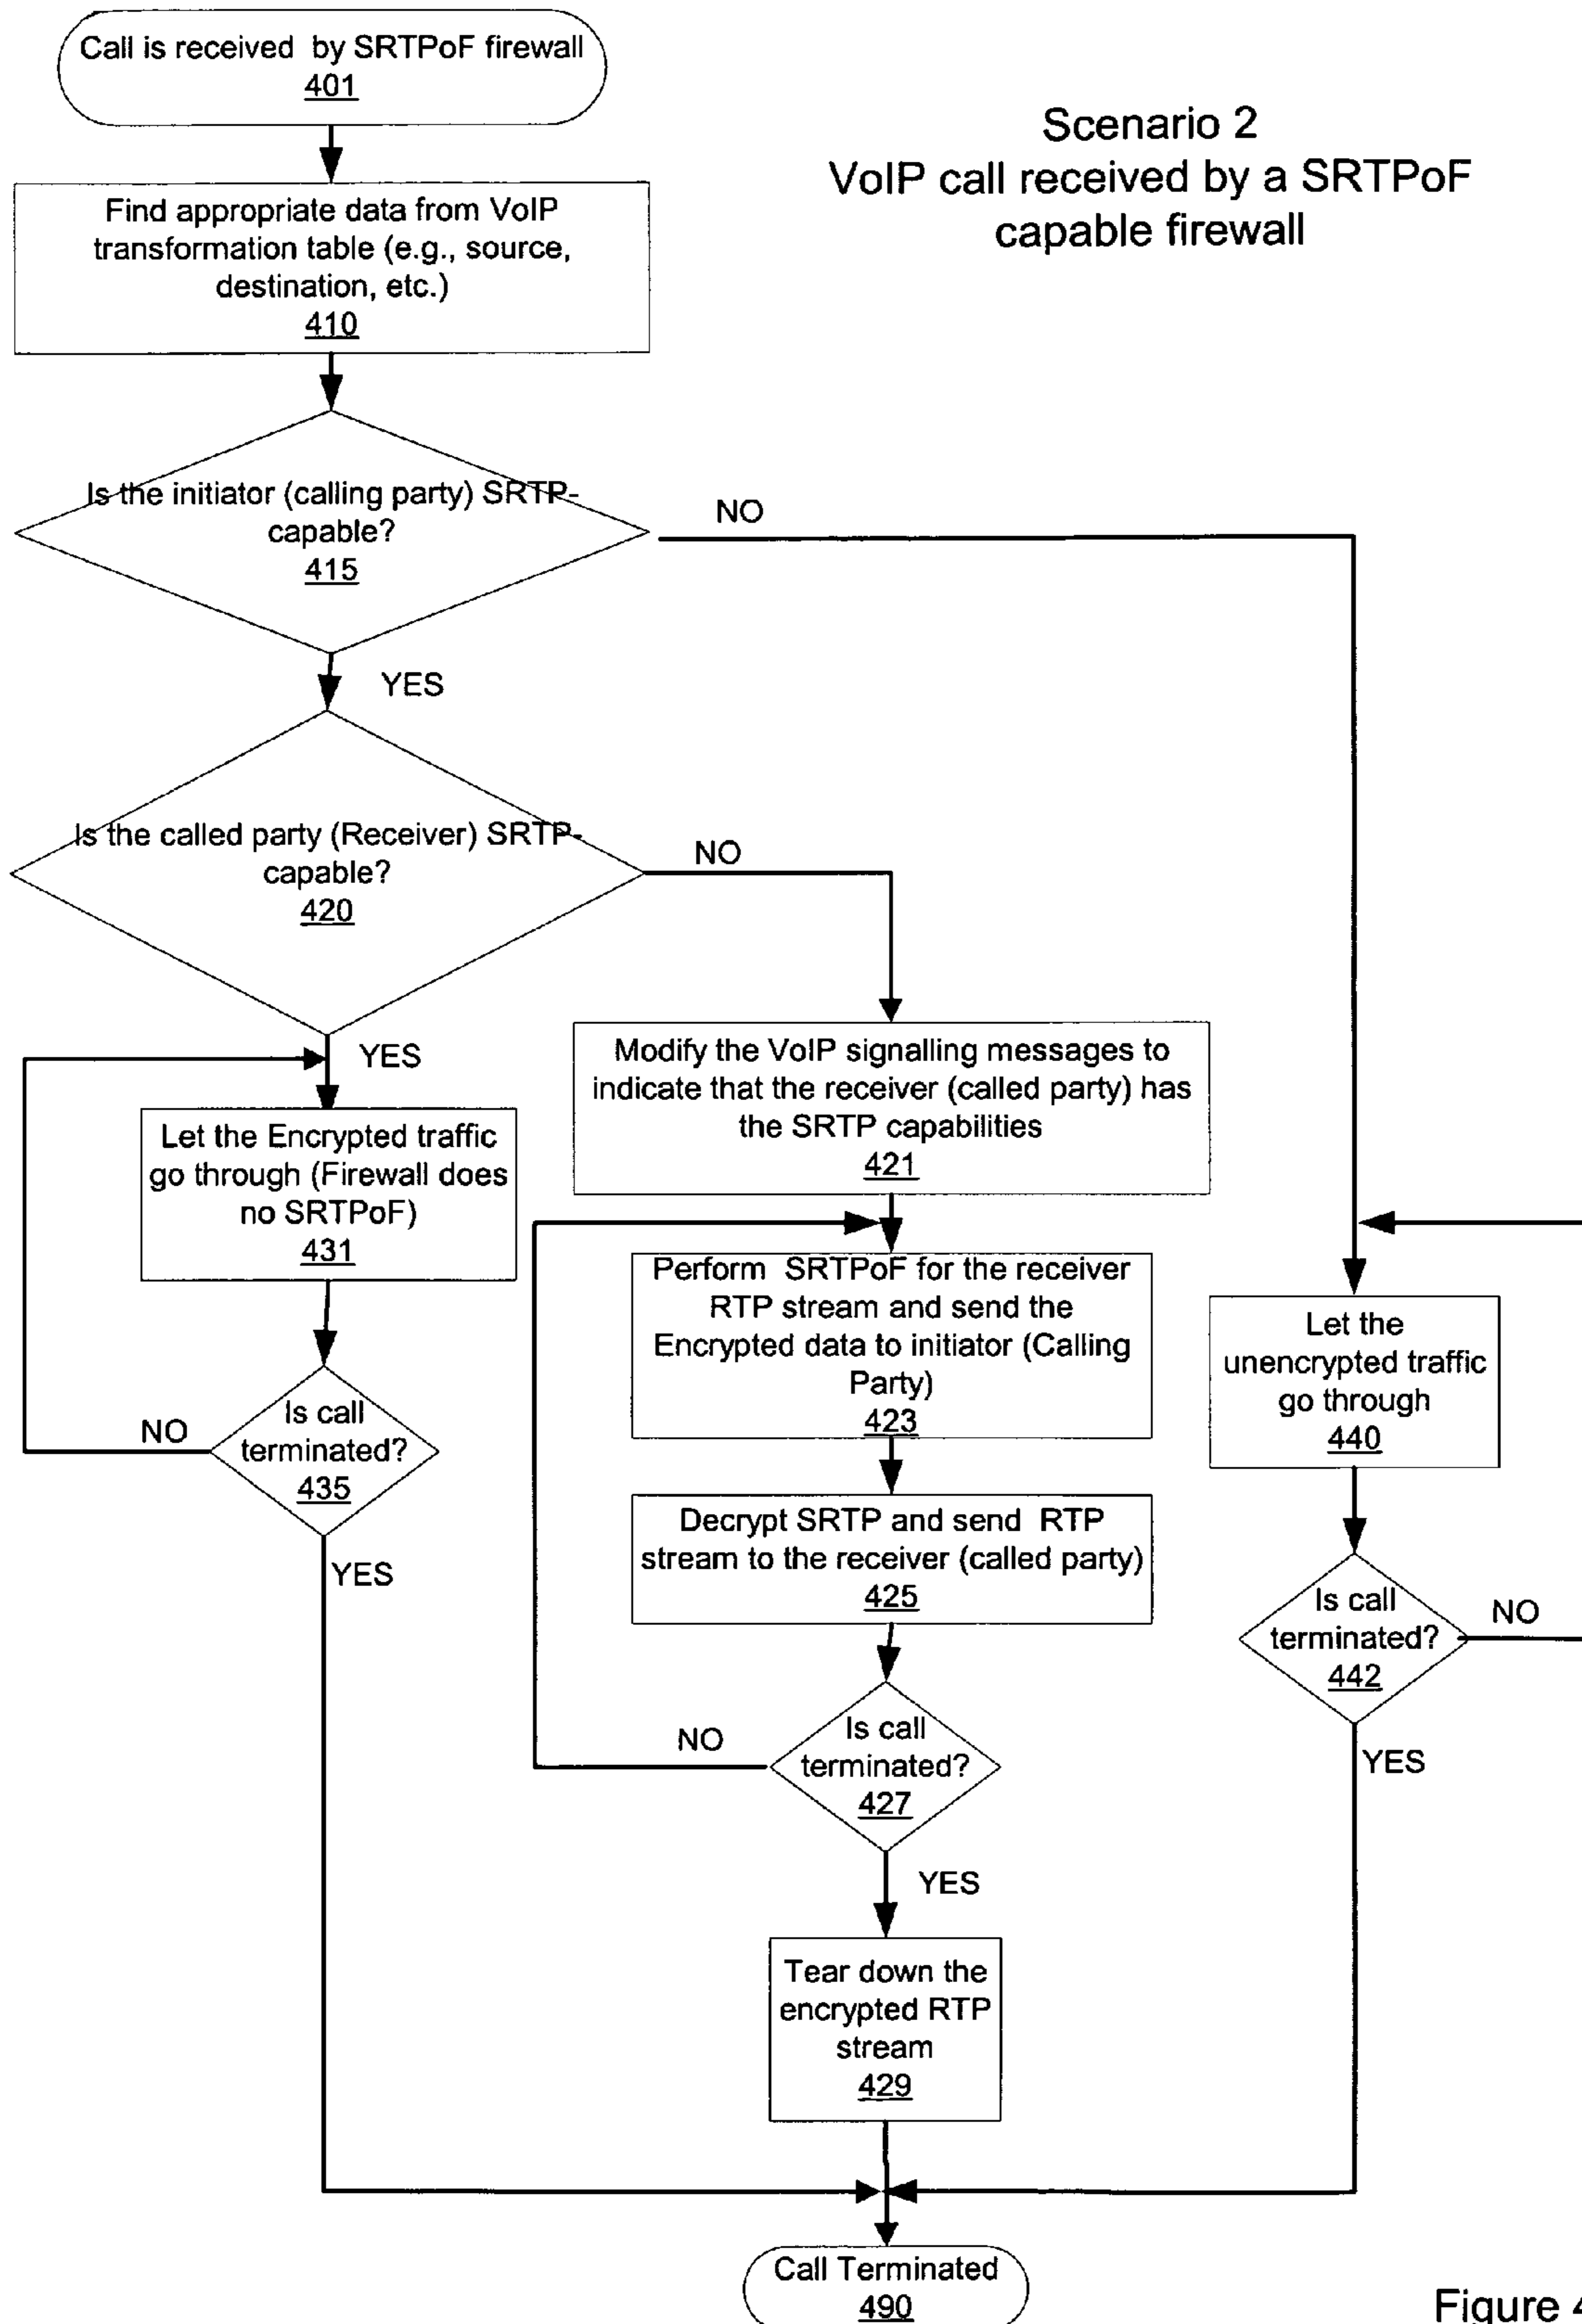 Call is received by SRTPoF firewall
401
Scenario 2
VoIP call received by a SRTPoF
capable firewall
Find appropriate data from VoIP
transformation table (e.g., source,
destination, etc.)
410
Is the initiator (calling party) SRTP-
capable?
415
NO
YES
Is the called party (Receiver) SRTP-
capable?
420
NO
YES
Modify the VoIP signalling messages to
indicate that the receiver (called party) has
the SRTP capabilities
421
Let the Encrypted traffic
go through (Firewall does
no SRTPoF)
431
Perform SRTPoF for the receiver
RTP stream and send the
Encrypted data to initiator (Calling
Party)
423
Let the
unencrypted traffic
go through
440
Is call
terminated?
435
NO
YES
Decrypt SRTP and send RTP
stream to the receiver (called party)
425
Is call
terminated?
442
NO
YES
Is call
terminated?
427
NO
YES
Tear down the
encrypted RTP
stream
429
Call Terminated
490
Figure 4